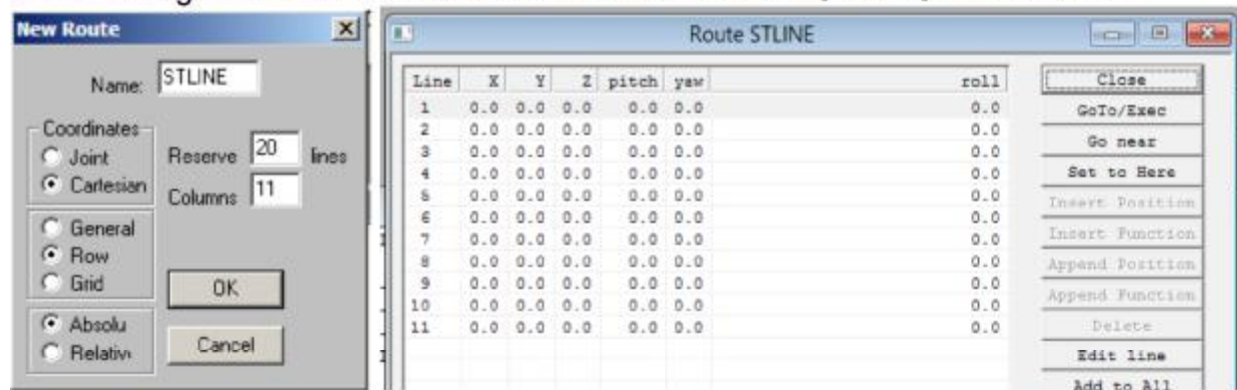 New Route
Name: STLINE
Coordinates
Joint
Cartesian
Reserve 20 lines
Columns 11
General
Row
Grid
OK
Absolu
Relativ
Cancel
Route STLINE
Line X Y Z pitch yaw roll
1 0.0 0.0 0.0 0.0 0.0 0.0
2 0.0 0.0 0.0 0.0 0.0 0.0
3 0.0 0.0 0.0 0.0 0.0 0.0
4 0.0 0.0 0.0 0.0 0.0 0.0
5 0.0 0.0 0.0 0.0 0.0 0.0
6 0.0 0.0 0.0 0.0 0.0 0.0
7 0.0 0.0 0.0 0.0 0.0 0.0
8 0.0 0.0 0.0 0.0 0.0 0.0
9 0.0 0.0 0.0 0.0 0.0 0.0
10 0.0 0.0 0.0 0.0 0.0 0.0
11 0.0 0.0 0.0 0.0 0.0 0.0
Close
GoTo/Exec
Go near
Set to Here
Insert Position
Insert Function
Append Position
Append Function
Delete
Edit line
Add to All